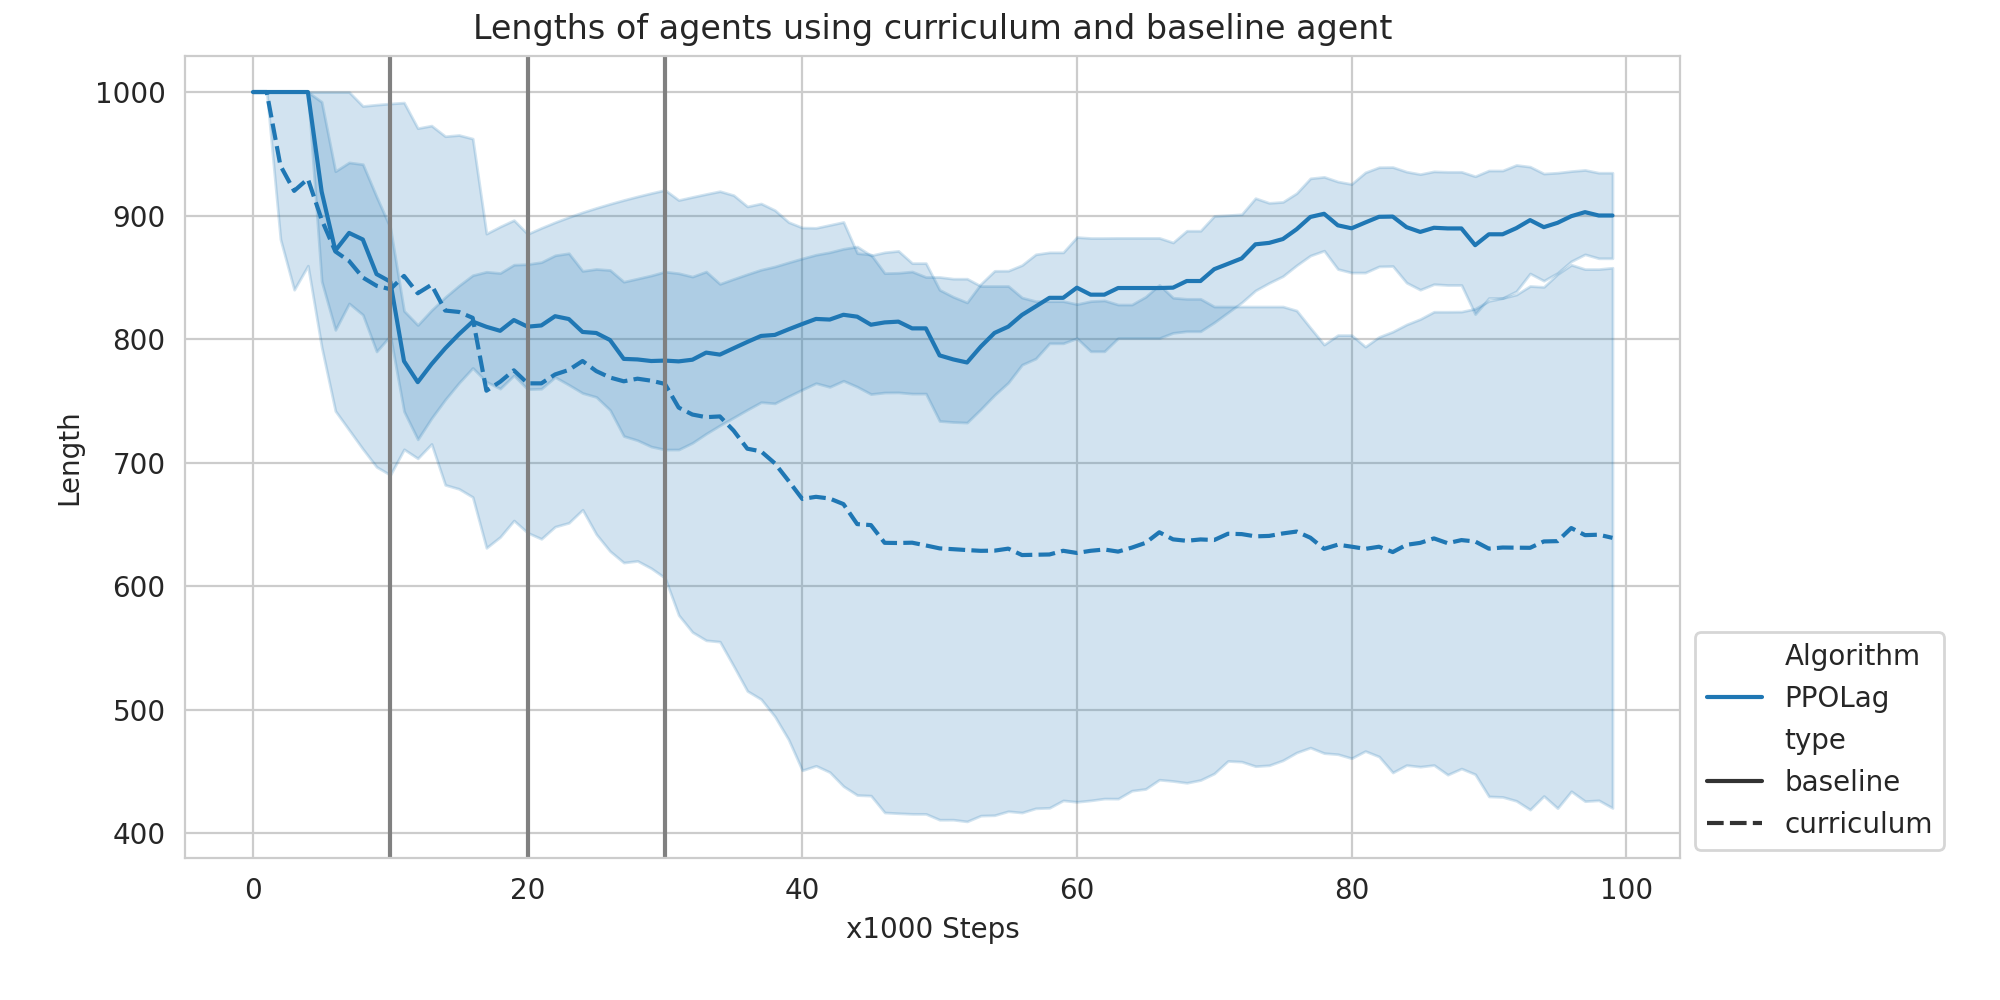 Lengths of agents using curriculum and baseline agent
1000
900
800
700
600
500
400
Length
0 20 40 60 80 100
x1000 Steps
Algorithm
PPOLag
type
baseline
curriculum